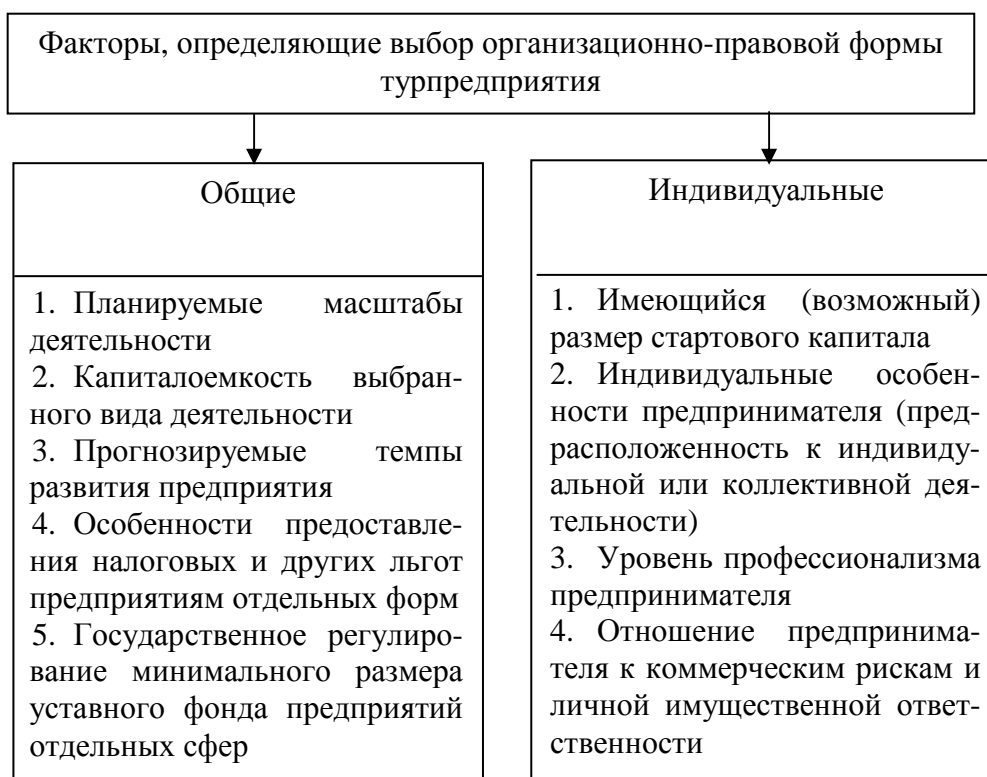 Факторы, определяющие выбор организационно-правовой формы
турпредприятия
Общие
1. Планируемые масштабы
деятельности
2. Капиталоемкость выбран-
ного вида деятельности
3. Прогнозируемые темпы
развития предприятия
4. Особенности предоставле-
ния налоговых и других льгот
предприятиям отдельных форм
5. Государственное регулиро-
вание минимального размера
уставного фонда предприятий
отдельных сфер
Индивидуальные
1. Имеющийся (возможный)
размер стартового капитала
2. Индивидуальные особен-
ности предпринимателя (пред-
расположенность к индивиду-
альной или коллективной дея-
тельности)
3. Уровень профессионализма
предпринимателя
4. Отношение предпринима-
теля к коммерческим рискам и
личной имущественной ответ-
ственности